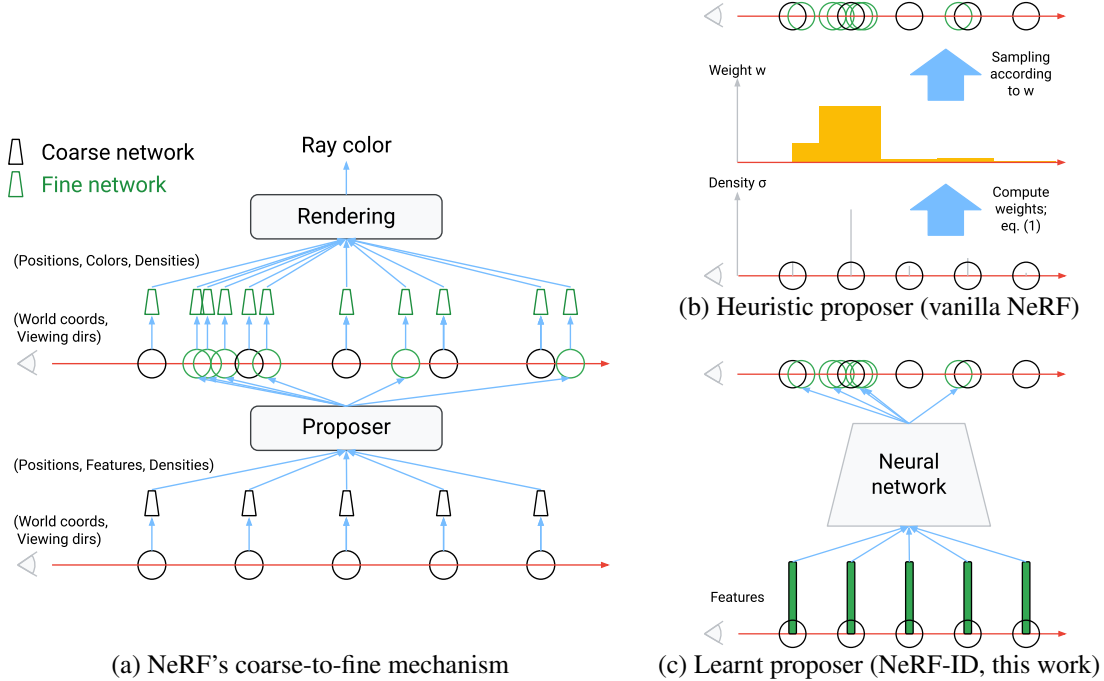 Coarse network
Fine network
Ray color
Rendering
(Positions, Colors, Densities)
(World coords,
Viewing dirs)
Proposer
(Positions, Features, Densities)
(World coords,
Viewing dirs)
(a) NeRF's coarse-to-fine mechanism
Weight w
Sampling
according
to w
Density σ
Compute
weights;
eq. (1)
(b) Heuristic proposer (vanilla NeRF)
Neural
network
Features
(c) Learnt proposer (NeRF-ID, this work)